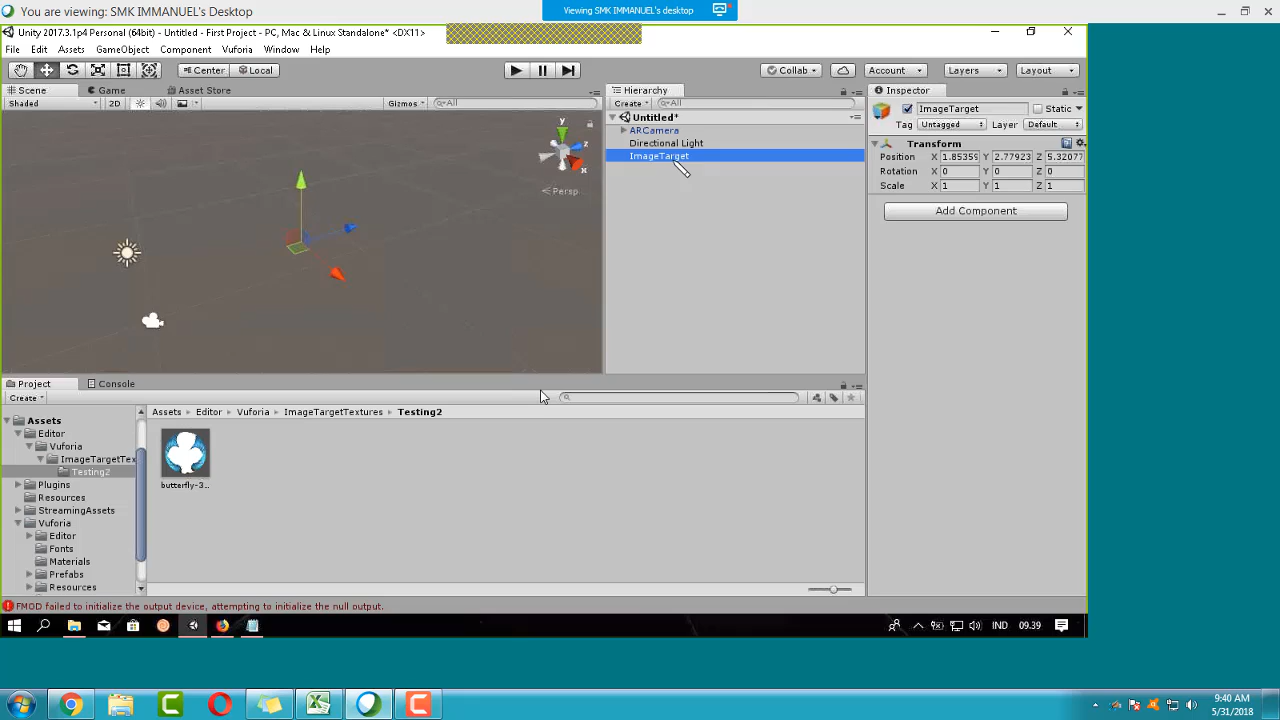 You are viewing: SMK IMMANUEL's Desktop
Viewing SMK IMMANUEL's desktop
Unity 2017.3.1p4 Personal (64bit) - Untitled - First Project - PC, Mac & Linux Standalone* <DX11>
File Edit Assets GameObject Component Vuforia Window Help
Center Local Collab Account Layers Layout
Scene Game Asset Store
Shaded 2D Gizmos All
Hierarchy
Create All
Untitled*
ARCamera
Directional Light
ImageTarget
Inspector
ImageTarget Static
Tag Untagged Layer Default
Transform
Position X 1.85359 Y 2.77923 Z 5.32077
Rotation X 0 Y 0 Z 0
Scale X 1 Y 1 Z 1
Add Component
y
z
x
Persp
Project Console
Create
Assets
Editor
Vuforia
ImageTargetTex
Testing2
Plugins
Resources
StreamingAssets
Vuforia
Editor
Fonts
Materials
Prefabs
Resources
Assets Editor Vuforia ImageTargetTextures Testing2
butterfly-3...
FMOD failed to initialize the output device, attempting to initialize the null output.
IND 09.39
9:40 AM
5/31/2018